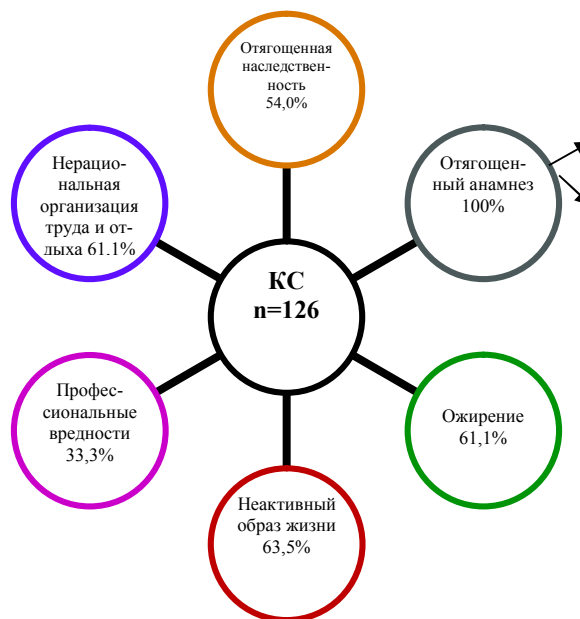 Отягощенная
наследствен-
ность
54,0%
Нерацио-
нальная
организация
труда и от-
дыха 61.1%
Отягощен-
ный анамнез
100%
КС
n=126
Профес-
сиональные
вредности
33,3%
Ожирение
61,1%
Неактивный
образ жизни
63,5%